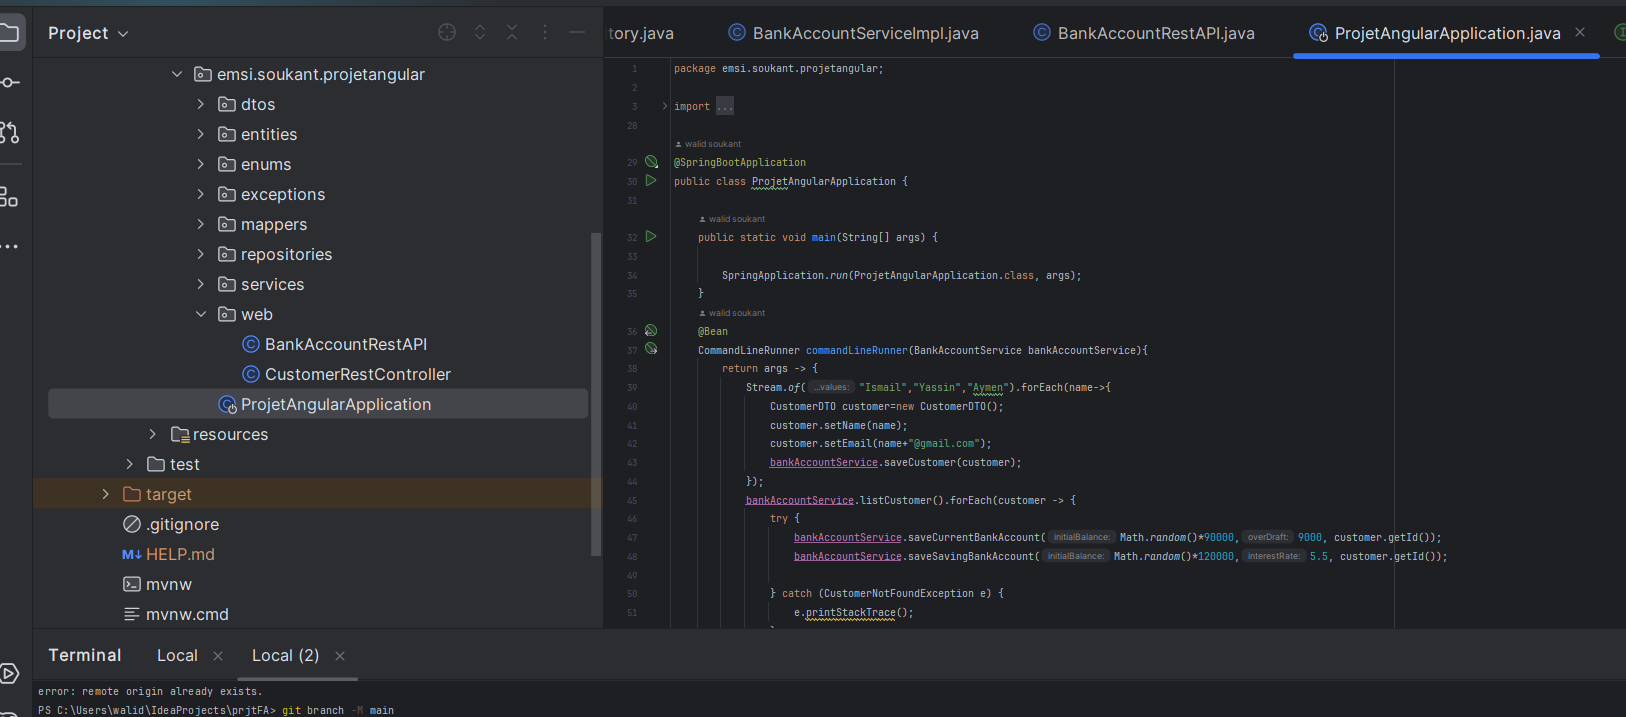 Project
emsi.soukant.projetangular
dtos
entities
enums
exceptions
mappers
repositories
services
web
BankAccountRestAPI
CustomerRestController
ProjetAngularApplication
resources
test
target
.gitignore
M↓ HELP.md
mvnw
mvnw.cmd
tory.java
BankAccountServiceImpl.java
BankAccountRestAPI.java
ProjetAngularApplication.java
1 package emsi.soukant.projetangular;
2
3 import ...
28
walid soukant
29 @SpringBootApplication
30 public class ProjetAngularApplication {
31
walid soukant
32 public static void main(String[] args) {
33
34 SpringApplication.run(ProjetAngularApplication.class, args);
35 }
walid soukant
36 @Bean
37 CommandLineRunner commandLineRunner(BankAccountService bankAccountService){
38 return args -> {
39 Stream.of( ...values: "Ismail","Yassin","Aymen").forEach(name->{
40 CustomerDTO customer=new CustomerDTO();
41 customer.setName(name);
42 customer.setEmail(name+"@gmail.com");
43 bankAccountService.saveCustomer(customer);
44 });
45 bankAccountService.listCustomer().forEach(customer -> {
46 try {
47 bankAccountService.saveCurrentBankAccount( initialBalance: Math.random()*90000, overDraft: 9000, customer.getId());
48 bankAccountService.saveSavingBankAccount( initialBalance: Math.random()*120000, interestRate: 5.5, customer.getId());
49
50 } catch (CustomerNotFoundException e) {
51 e.printStackTrace();
Terminal
Local
Local (2)
error: remote origin already exists.
PS C:\Users\walid\IdeaProjects\prjtFA> git branch -M main